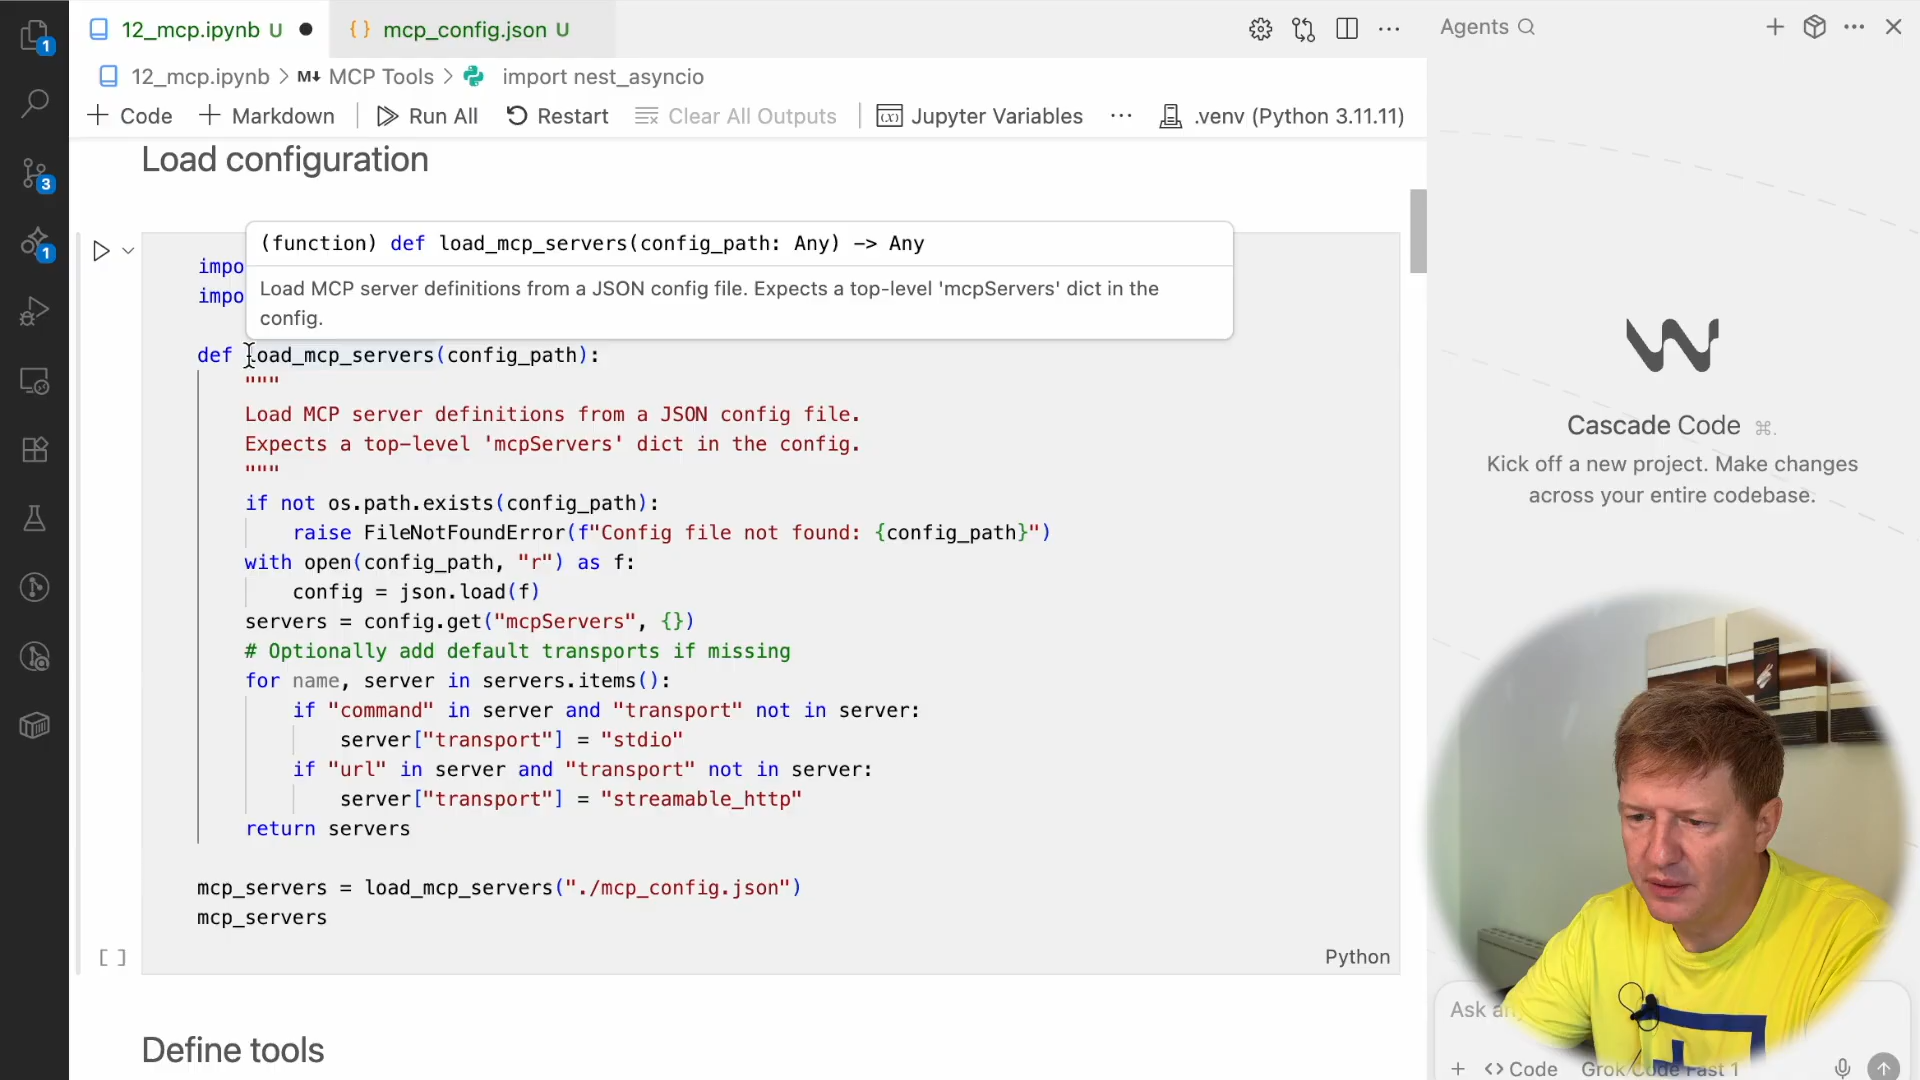 12_mcp.ipynb U
{ } mcp_config.json U
Agents
12_mcp.ipynb > M↓ MCP Tools > import nest_asyncio
+ Code + Markdown Run All Restart Clear All Outputs Jupyter Variables ... .venv (Python 3.11.11)
1
3
1
Load configuration
(function) def load_mcp_servers(config_path: Any) -> Any
Load MCP server definitions from a JSON config file. Expects a top-level 'mcpServers' dict in the
config.
impo
impo
def load_mcp_servers(config_path):
"""
Load MCP server definitions from a JSON config file.
Expects a top-level 'mcpServers' dict in the config.
"""
if not os.path.exists(config_path):
raise FileNotFoundError(f"Config file not found: {config_path}")
with open(config_path, "r") as f:
config = json.load(f)
servers = config.get("mcpServers", {})
# Optionally add default transports if missing
for name, server in servers.items():
if "command" in server and "transport" not in server:
server["transport"] = "stdio"
if "url" in server and "transport" not in server:
server["transport"] = "streamable_http"
return servers
mcp_servers = load_mcp_servers("./mcp_config.json")
mcp_servers
[ ]
Python
Define tools
Cascade Code ⌘.
Kick off a new project. Make changes
across your entire codebase.
Ask
+ <> Code Grok Code Fast 1